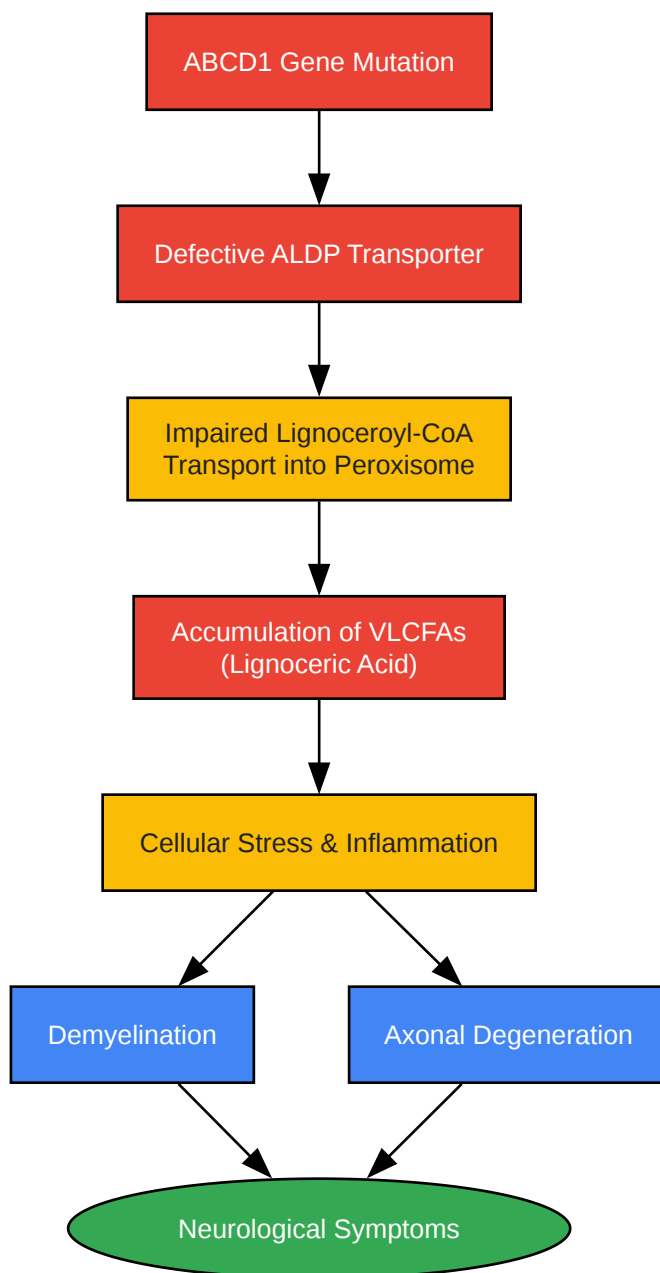 ABCD1 Gene Mutation
Defective ALDP Transporter
Impaired Lignoceroyl-CoA
Transport into Peroxisome
Accumulation of VLCFAs
(Lignoceric Acid)
Cellular Stress & Inflammation
Demyelination
Axonal Degeneration
Neurological Symptoms